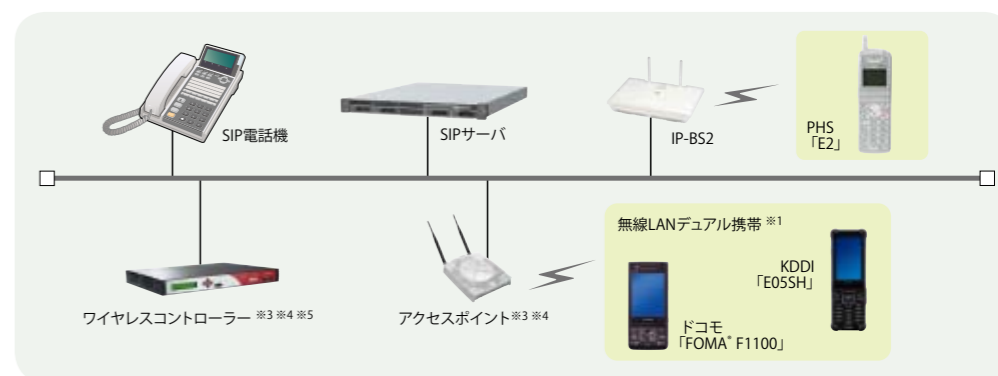 SIP電話機
SIPサーバ
IP-BS2
PHS
「E2」
ワイヤレスコントローラー ※3 ※4 ※5
アクセスポイント※3 ※4
無線LANデュアル携帯 ※1
KDDI
「E05SH」
ドコモ
「FOMA® F1100」